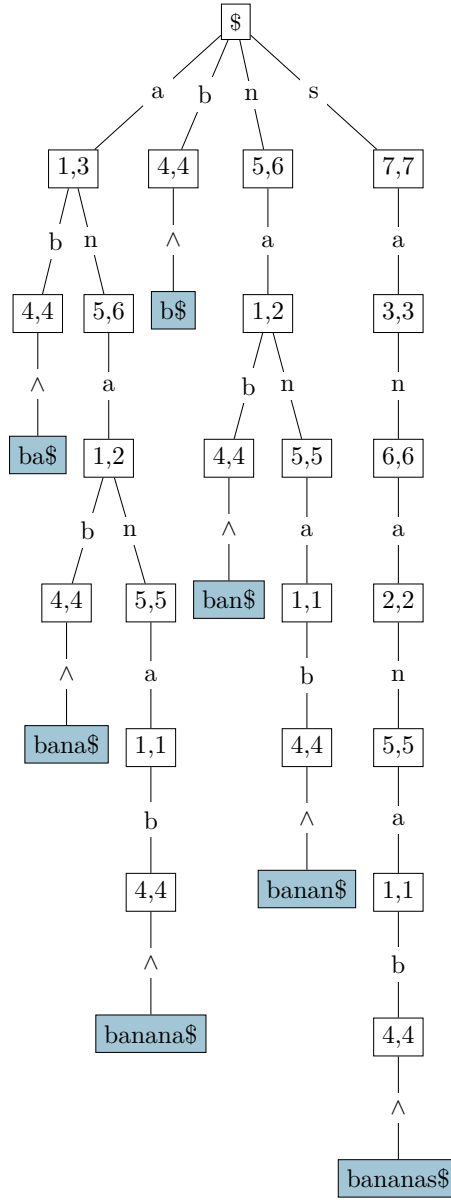 $
a b n s
1,3 4,4 5,6 7,7
b n ^ a a
4,4 5,6 b$ 1,2 3,3
^ a b n n
ba$ 1,2 4,4 5,5 6,6
b n ^ a a
4,4 5,5 ban$ 1,1 2,2
^ a b n
bana$ 1,1 4,4 5,5
b ^ a
4,4 banan$ 1,1
^ b
banana$ 4,4
^
bananas$